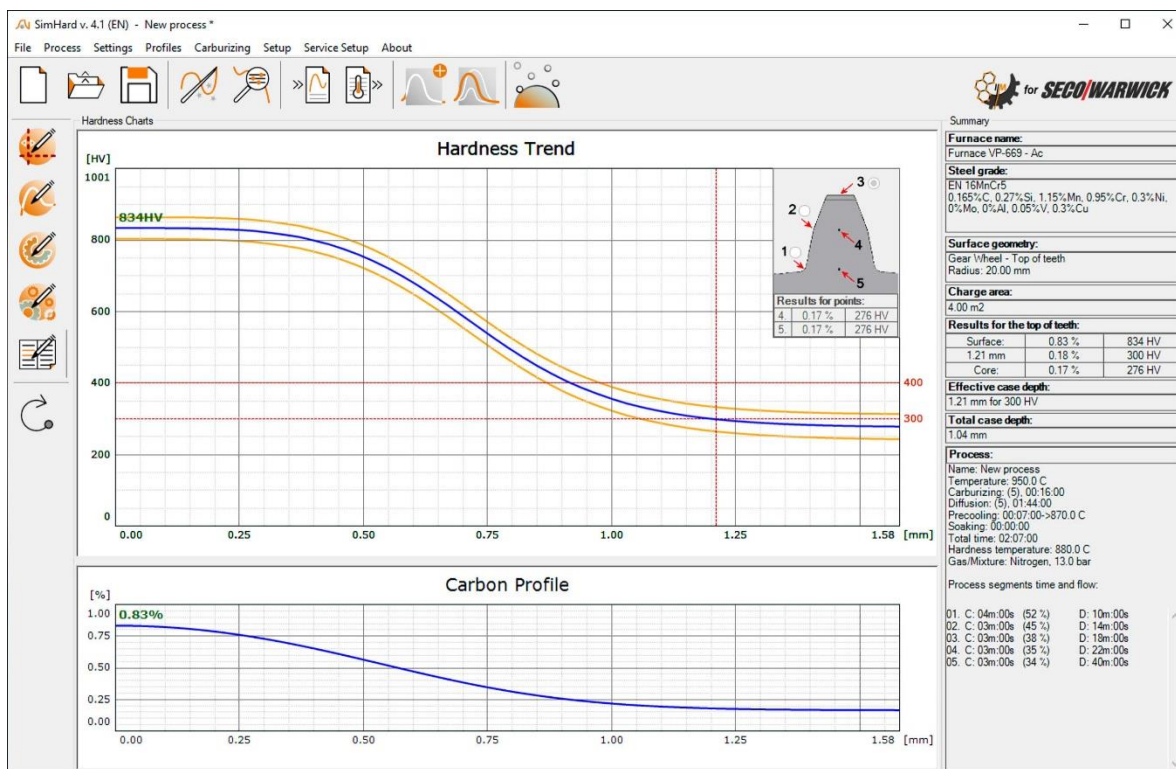 SimHard v. 4.1 (EN) - New process *
File Process Settings Profiles Carburizing Setup Service Setup About
for SECO/WARWICK
Hardness Charts
Hardness Trend
[HV]
1001
800
600
400
200
0
834HV
400
300
0.00 0.25 0.50 0.75 1.00 1.25 1.58 [mm]
3
2
1
4
5
Results for points:
4. 0.17 % 276 HV
5. 0.17 % 276 HV
Carbon Profile
[%]
1.00
0.75
0.50
0.25
0.00
0.83%
0.00 0.25 0.50 0.75 1.00 1.25 1.58 [mm]
Summary
Furnace name:
Furnace VP-669 - Ac
Steel grade:
EN 16MnCr5
0.165%C, 0.27%Si, 1.15%Mn, 0.95%Cr, 0.3%Ni,
0%Mo, 0%Al, 0.05%V, 0.3%Cu
Surface geometry:
Gear Wheel - Top of teeth
Radius: 20.00 mm
Charge area:
4.00 m2
Results for the top of teeth:
Surface: 0.83 % 834 HV
1.21 mm 0.18 % 300 HV
Core: 0.17 % 276 HV
Effective case depth:
1.21 mm for 300 HV
Total case depth:
1.04 mm
Process:
Name: New process
Temperature: 950.0 C
Carburizing: (5), 00:16:00
Diffusion: (5), 01:44:00
Precooling: 00:07:00->870.0 C
Soaking: 00:00:00
Total time: 02:07:00
Hardness temperature: 880.0 C
Gas/Mixture: Nitrogen, 13.0 bar
Process segments time and flow:
01. C: 04m:00s (52 %) D: 10m:00s
02. C: 03m:00s (45 %) D: 14m:00s
03. C: 03m:00s (38 %) D: 18m:00s
04. C: 03m:00s (35 %) D: 22m:00s
05. C: 03m:00s (34 %) D: 40m:00s